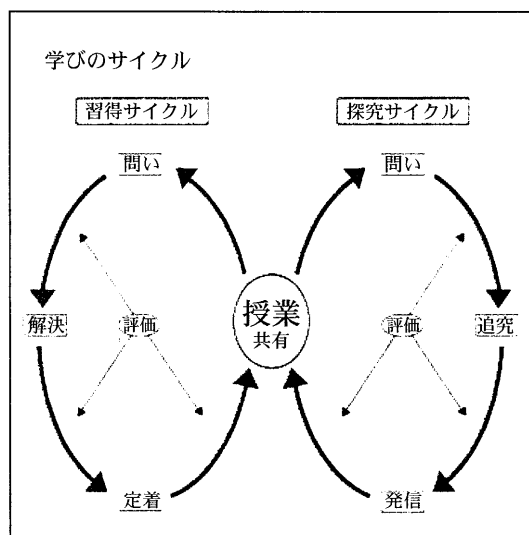 学びのサイクル
習得サイクル
探究サイクル
問い
問い
解決
評価
授業
共有
評価
追究
定着
発信